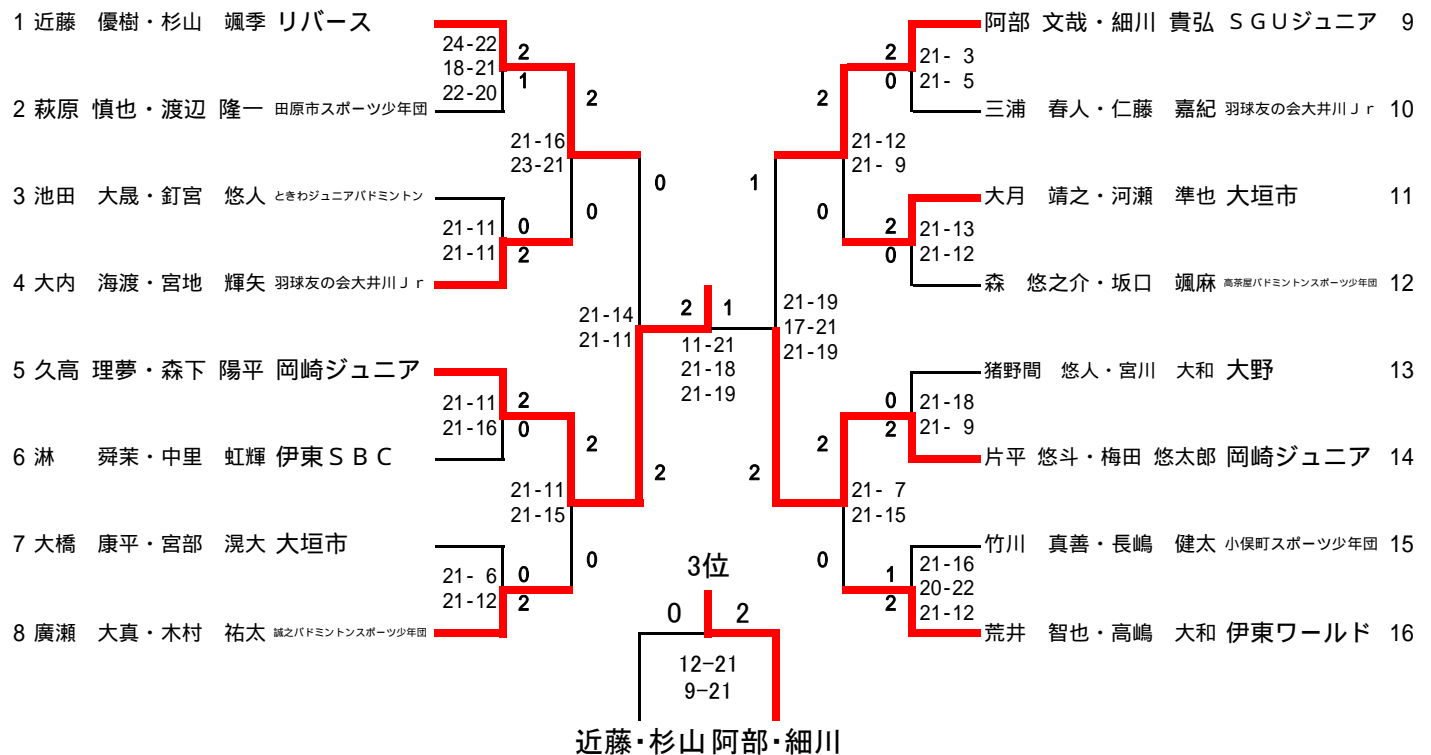 1 近藤 優樹・杉山 颯季 リバース
24-22 2
18-21 1
22-20
2 萩原 慎也・渡辺 隆一 田原市スポーツ少年団
2
21-16
23-21
0
3 池田 大晟・釘宮 悠人 ときわジュニアバドミントン
0
21-11 0
21-11 2
4 大内 海渡・宮地 輝矢 羽球友の会大井川Ｊｒ
21-14
21-11
5 久高 理夢・森下 陽平 岡崎ジュニア
21-11 2
21-16 0
6 淋 舜茉・中里 虹輝 伊東ＳＢＣ
2
2
21-11
21-15
7 大橋 康平・宮部 滉大 大垣市
0
21- 6 0
21-12 2
8 廣瀬 大真・木村 祐太 誠之バドミントンスポーツ少年団
2 1
11-21
21-18
21-19
阿部 文哉・細川 貴弘 ＳＧＵジュニア 9
2 21- 3
0 21- 5
三浦 春人・仁藤 嘉紀 羽球友の会大井川Ｊｒ 10
2
21-12
21- 9
1
大月 靖之・河瀬 準也 大垣市 11
0
2 21-13
0 21-12
森 悠之介・坂口 颯麻 高茶屋バドミントンスポーツ少年団 12
21-19
17-21
21-19
猪野間 悠人・宮川 大和 大野 13
0 21-18
2 21- 9
片平 悠斗・梅田 悠太郎 岡崎ジュニア 14
2
2
21- 7
21-15
竹川 真善・長嶋 健太 小俣町スポーツ少年団 15
0
1 21-16
2 20-22
21-12
荒井 智也・高嶋 大和 伊東ワールド 16
3位
0 2
12-21
9-21
近藤・杉山 阿部・細川